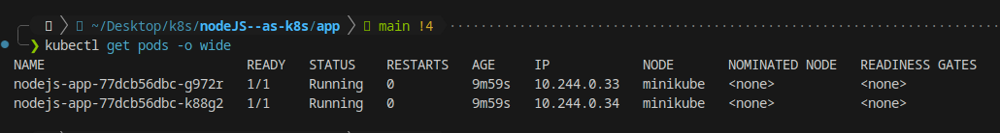 ~/Desktop/k8s/nodeJS--as-k8s/app main !4
❯ kubectl get pods -o wide
NAME READY STATUS RESTARTS AGE IP NODE NOMINATED NODE READINESS GATES
nodejs-app-77dcb56dbc-g972r 1/1 Running 0 9m59s 10.244.0.33 minikube <none> <none>
nodejs-app-77dcb56dbc-k88g2 1/1 Running 0 9m59s 10.244.0.34 minikube <none> <none>